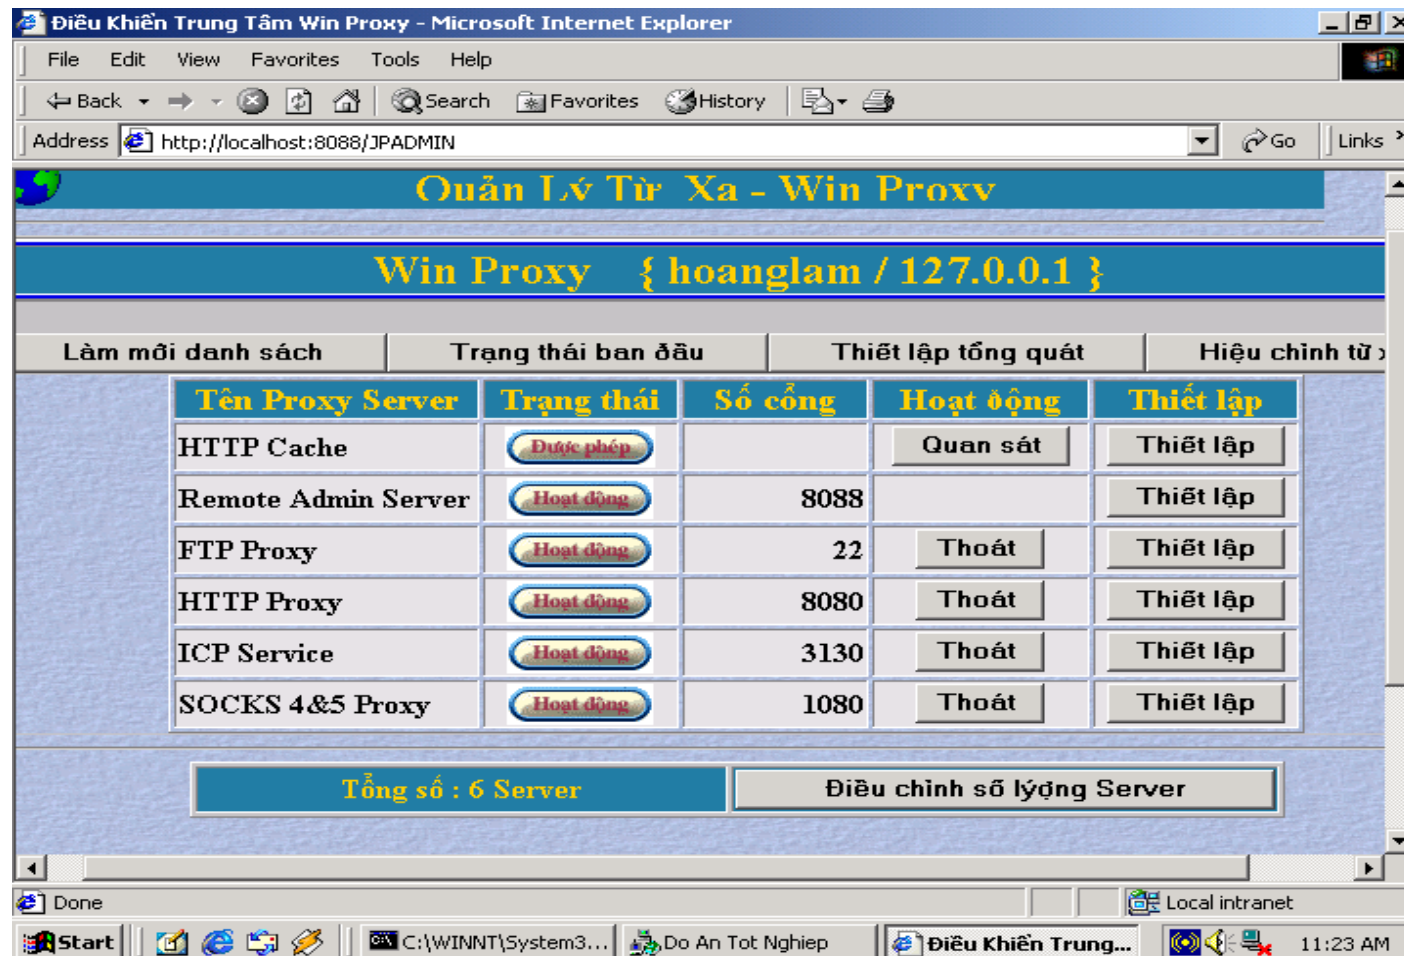 Điều Khiển Trung Tâm Win Proxy - Microsoft Internet Explorer
File Edit View Favorites Tools Help
Back Search Favorites History
Address http://localhost:8088/JPADMIN Go Links
Quản Lý Từ Xa - Win Proxy
Win Proxy { hoanglam / 127.0.0.1 }
Làm mới danh sách Trạng thái ban đầu Thiết lập tổng quát Hiệu chỉnh từ
Tên Proxy Server Trạng thái Số cổng Hoạt ðộng Thiết lập
HTTP Cache Được phép Quan sát Thiết lập
Remote Admin Server Hoạt động 8088 Thiết lập
FTP Proxy Hoạt động 22 Thoát Thiết lập
HTTP Proxy Hoạt động 8080 Thoát Thiết lập
ICP Service Hoạt động 3130 Thoát Thiết lập
SOCKS 4&5 Proxy Hoạt động 1080 Thoát Thiết lập
Tổng số : 6 Server Điều chỉnh số lýợng Server
Done Local intranet
Start C:\WINNT\System3... Do An Tot Nghiep Điều Khiển Trung... 11:23 AM